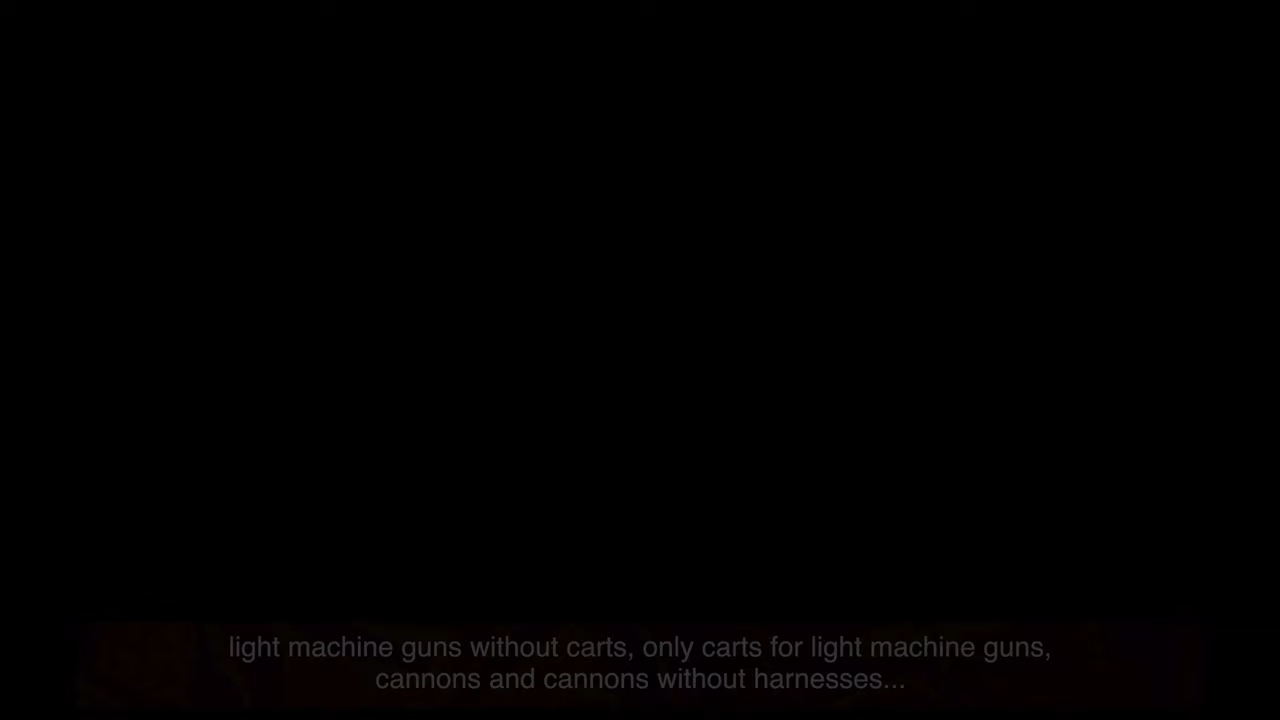 light machine guns without carts, only carts for light machine guns,
cannons and cannons without harnesses...